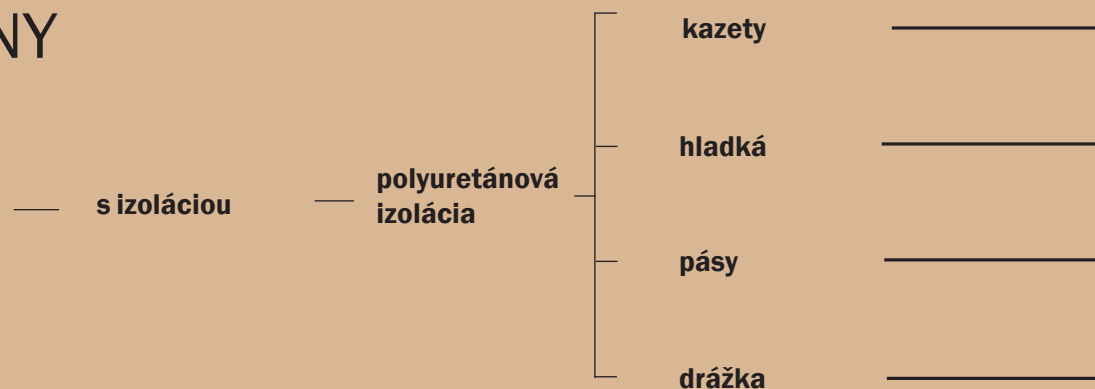 NY
kazety
hladká
s izoláciou
polyuretánová
izolácia
pásy
drážka